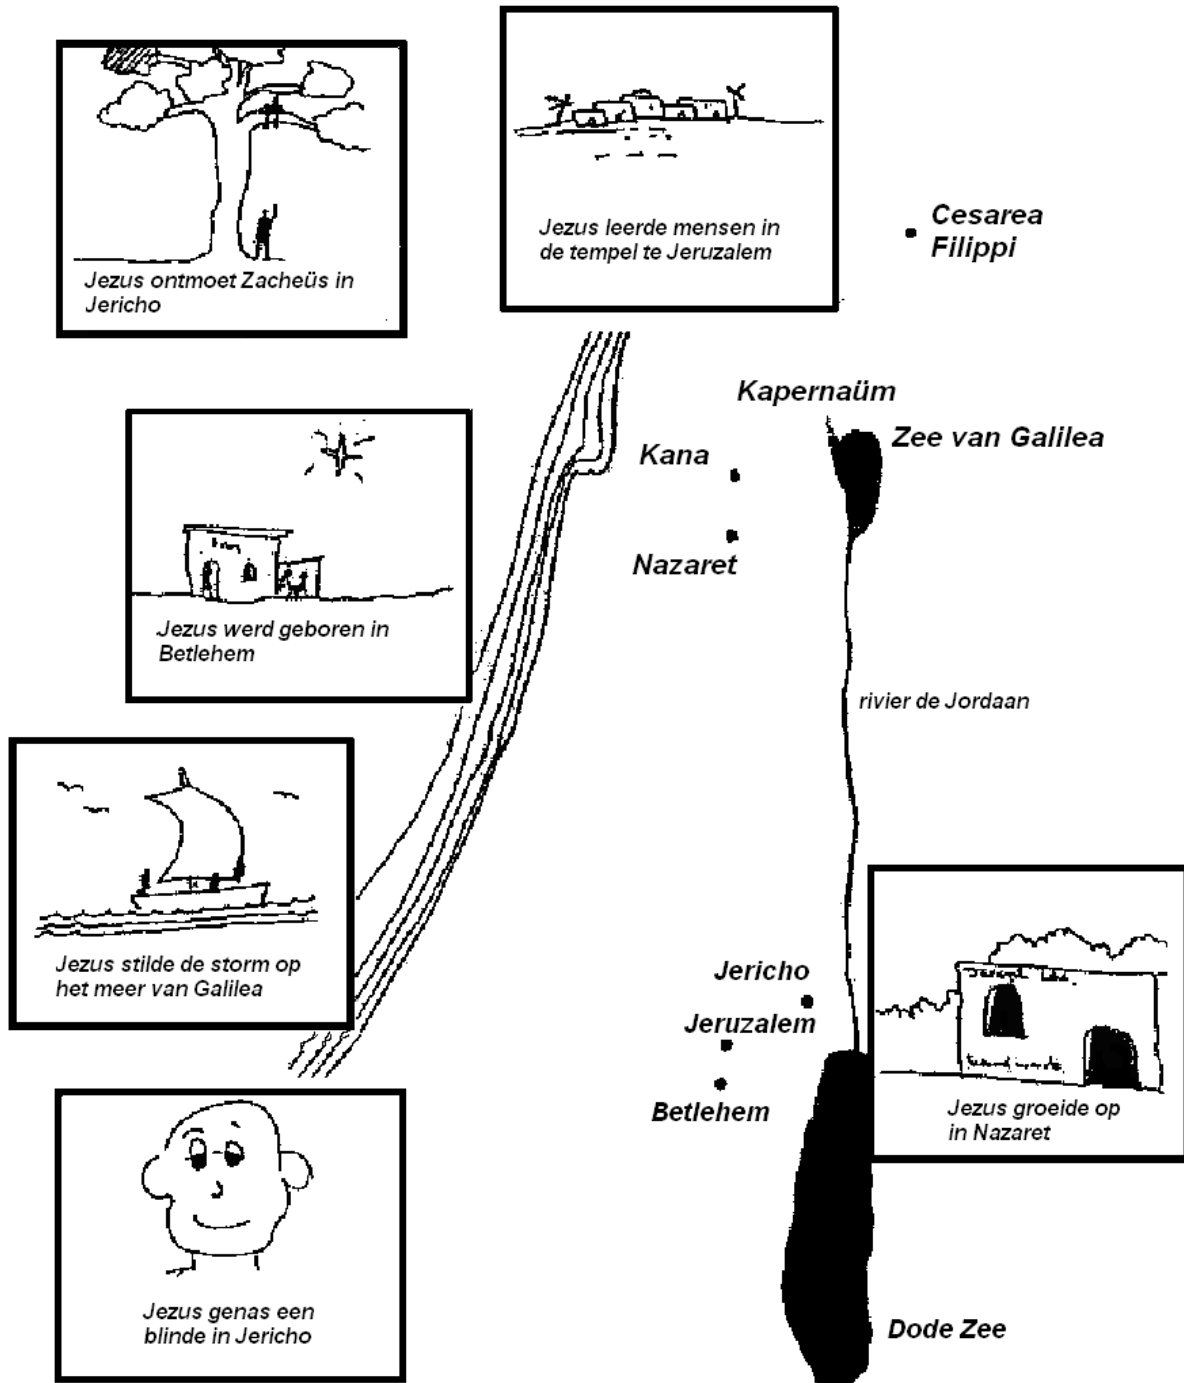 Jezus ontmoet Zacheüs in
Jericho
Jezus leerde mensen in
de tempel te Jeruzalem
Cesarea
Filippi
Kapernaüm
Zee van Galilea
Kana
Nazaret
Jezus werd geboren in
Betlehem
rivier de Jordaan
Jezus stilde de storm op
het meer van Galilea
Jericho
Jeruzalem
Betlehem
Jezus groeide op
in Nazaret
Jezus genas een
blinde in Jericho
Dode Zee